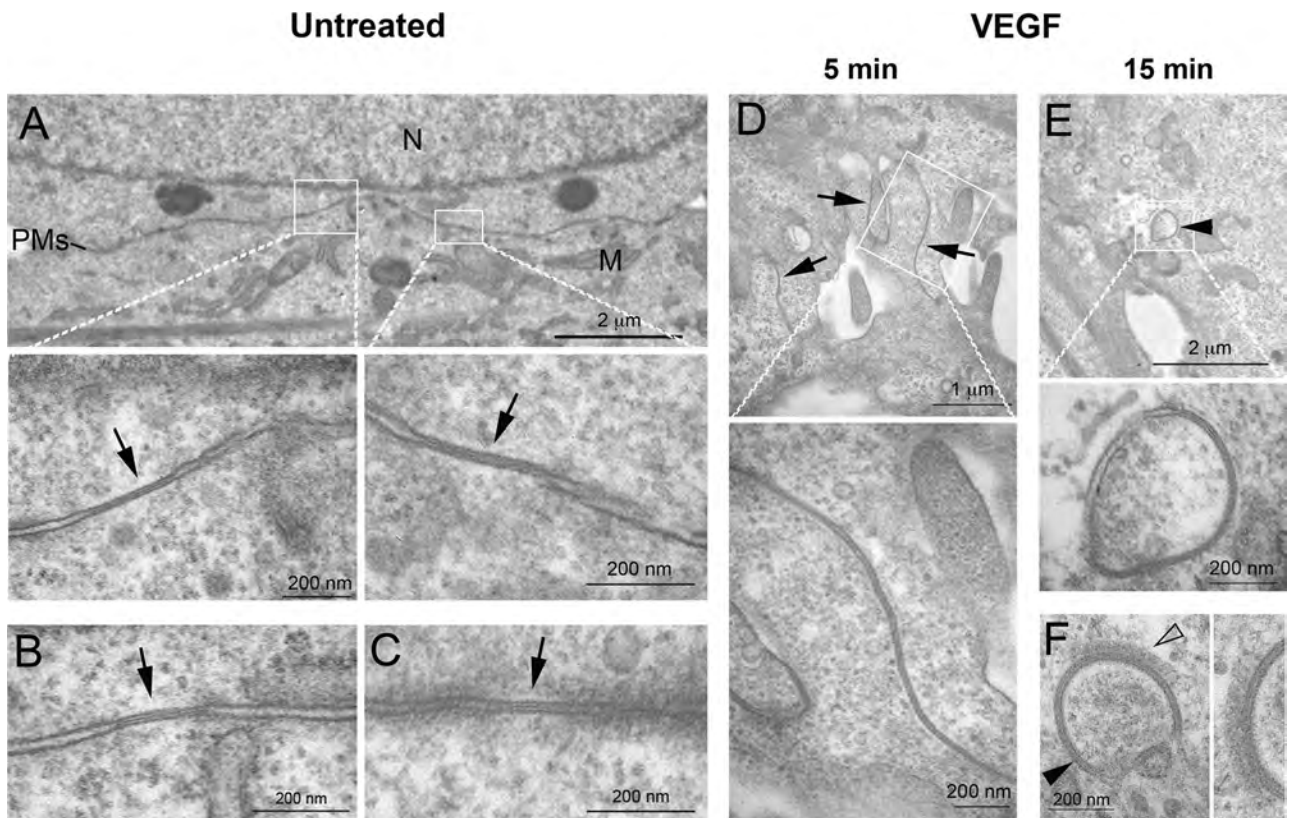 Untreated
VEGF
5 min
15 min
A
N
PMs
M
2 μm
200 nm
200 nm
B
200 nm
C
200 nm
D
1 μm
200 nm
E
2 μm
200 nm
F
200 nm